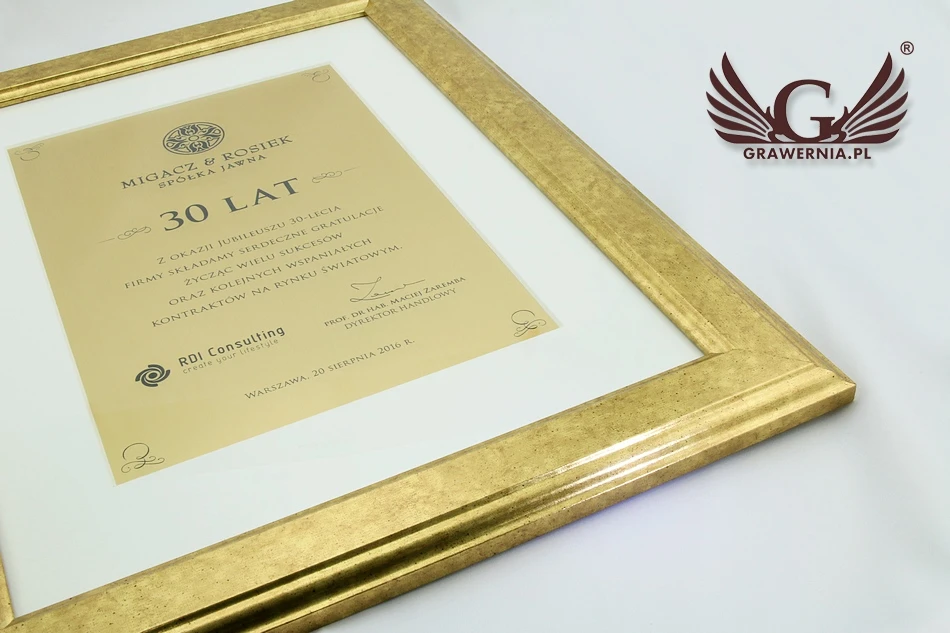 MIGACZ & ROSIEK
SPÓŁKA JAWNA
30 LAT
Z OKAZJI JUBILEUSZU 30-LECIA
FIRMY SKŁADAMY SERDECZNE GRATULACJE
ŻYCZĄC WIELU SUKCESÓW
ORAZ KOLEJNYCH WSPANIAŁYCH
KONTRAKTÓW NA RYNKU ŚWIATOWYM.
PROF. DR HAB. MACIEJ ZAREMBA
DYREKTOR HANDLOWY
RDI Consulting
create your lifestyle
WARSZAWA, 20 SIERPNIA 2016 R.
G
®
GRAWERNIA.PL